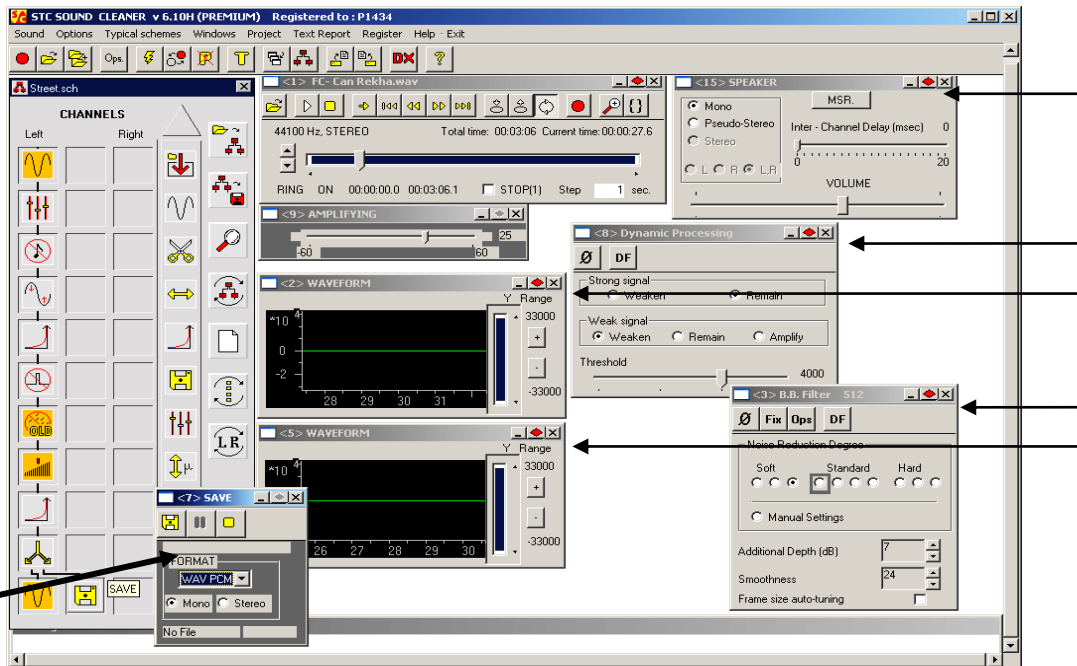 STC SOUND CLEANER v 6.10H (PREMIUM) Registered to : P1434
Sound Options Typical schemes Windows Project Text Report Register Help - Exit
Ops. T DX ?
Street.sch
CHANNELS
Left Right
OLD
LR
μ
<1> FC- Can Rekha.wav
44100 Hz, STEREO Total time: 00:03:06 Current time: 00:00:27.6
RING ON 00:00:00.0 00:03:06.1 STOP(1) Step 1 sec.
<9> AMPLIFYING
25
-60 60
<2> WAVEFORM
Y Range
*10 4
33000
0
+
-2
-
-33000
28 29 30 31
<5> WAVEFORM
Y Range
*10 4
33000
+
-
-33000
26 27 28 29 30
<7> SAVE
FORMAT
WAV PCM
Mono Stereo
No File
SAVE
<15> SPEAKER
Mono MSR.
Pseudo-Stereo Inter - Channel Delay (msec) 0
Stereo
0 20
L R L,R
VOLUME
<8> Dynamic Processing
Ø DF
Strong signal
Weaken Remain
Weak signal
Weaken Remain Amplify
Threshold
4000
<3> B.B. Filter 512
Ø Fix Ops DF
Noise Reduction Degree
Soft Standard Hard
Manual Settings
Additional Depth (dB) 7
Smoothness 24
Frame size auto-tuning